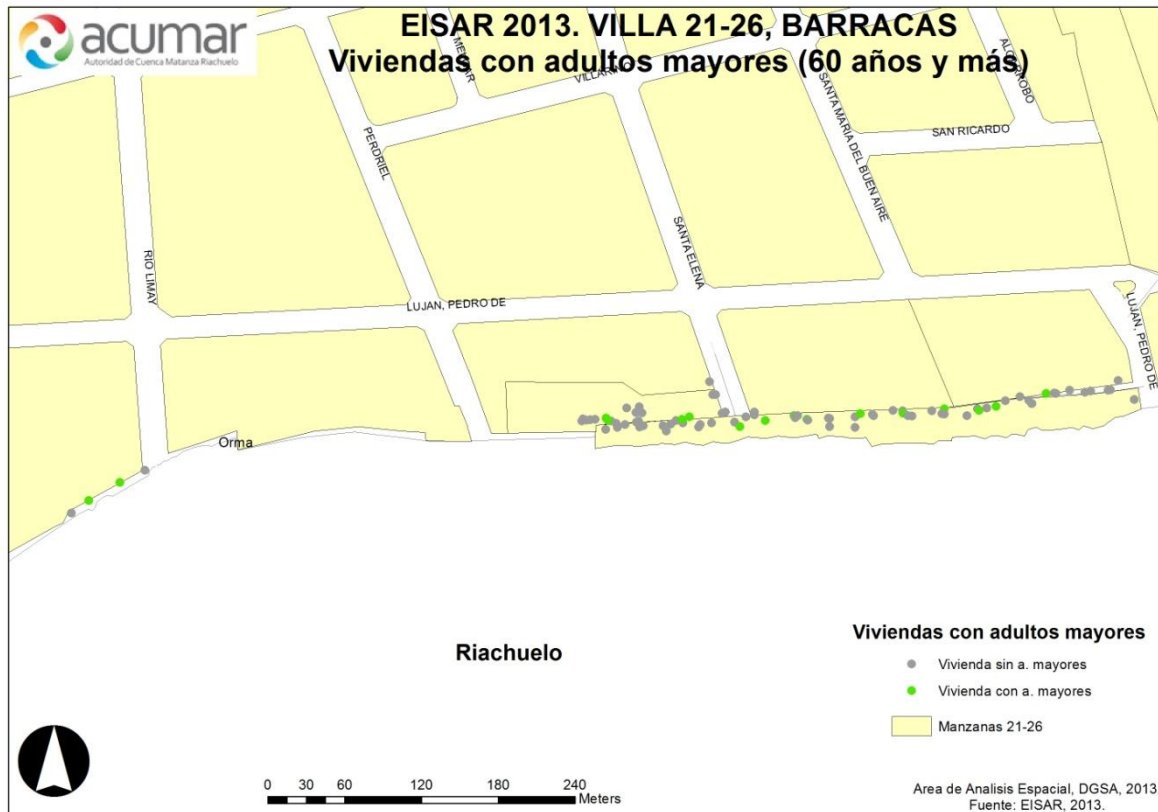 acumar
Autoridad de Cuenca Matanza Riachuelo
EISAR 2013. VILLA 21-26, BARRACAS
Viviendas con adultos mayores (60 años y más)
VILLARINO
ALGARROBO
SAN RICARDO
PERDRIEL
SANTA MARIA DEL BUEN AIRE
SANTA ELENA
RIO LIMAY
LUJAN, PEDRO DE
LUJAN, PEDRO DE
Orma
Riachuelo
Viviendas con adultos mayores
Vivienda sin a. mayores
Vivienda con a. mayores
Manzanas 21-26
0 30 60 120 180 240
Meters
Area de Analisis Espacial, DGSA, 2013
Fuente: EISAR, 2013.